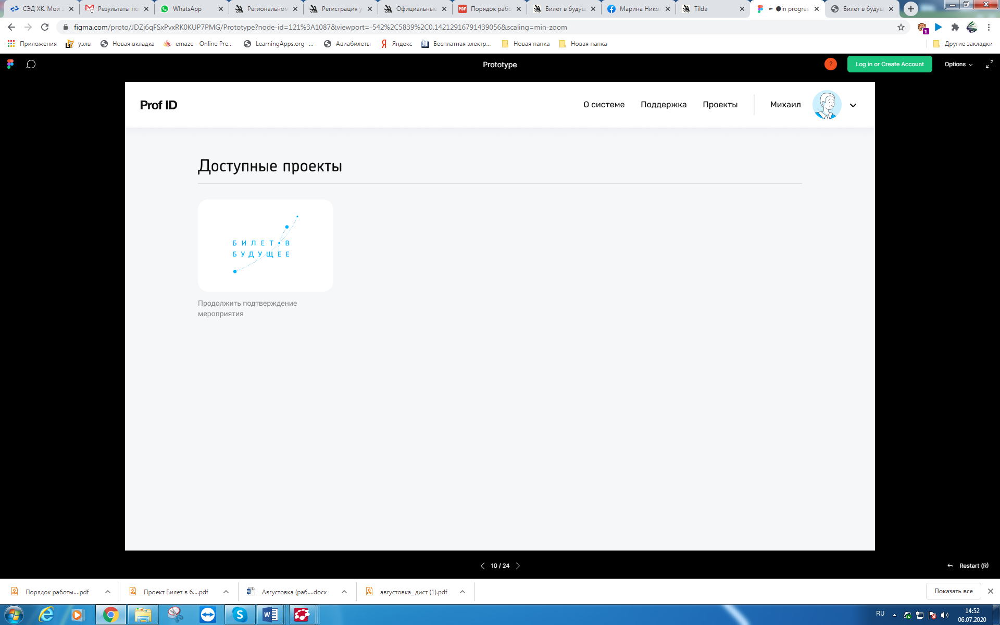 СЭД ХК. Мои з
Результаты по
WhatsApp
Региональном
Регистрация у
Официальные
Порядок рабо
Билет в будущ
Марина Нико
Tilda
in progres
Билет в будущ
figma.com/proto/JDZj6qFSxPvxRK0KUP7PMG/Prototype?node-id=121%3A1087&viewport=-542%2C5839%2C0.14212916791439056&scaling=min-zoom
1
Приложения
узлы
Новая вкладка
emaze - Online Pre...
LearningApps.org -...
Авиабилеты
Яндекс
Бесплатная электр...
Новая папка
Новая папка
Другие закладки
Prototype
?
Log in or Create Account
Options
Prof ID
О системе
Поддержка
Проекты
Михаил
Доступные проекты
БИЛЕТ В
БУДУЩЕЕ
Продолжить подтверждение
мероприятия
10 / 24
Restart (R)
Порядок работы....pdf
Проект Билет в б....pdf
Августовка (раб....docx
августовка_ дист (1).pdf
Показать все
RU
14:52
06.07.2020